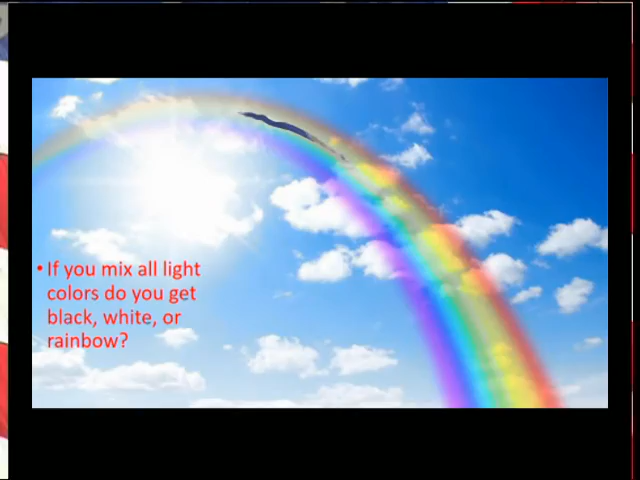 • If you mix all light
colors do you get
black, white, or
rainbow?